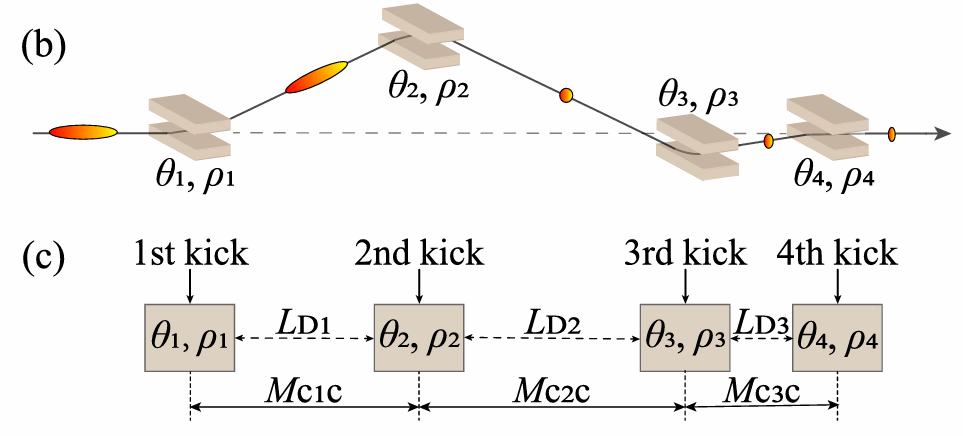 (b)
θ2, ρ2
θ3, ρ3
θ1, ρ1
θ4, ρ4
(c)
1st kick 2nd kick 3rd kick 4th kick
θ1, ρ1 LD1 θ2, ρ2 LD2 θ3, ρ3 LD3 θ4, ρ4
MC1C MC2C MC3C